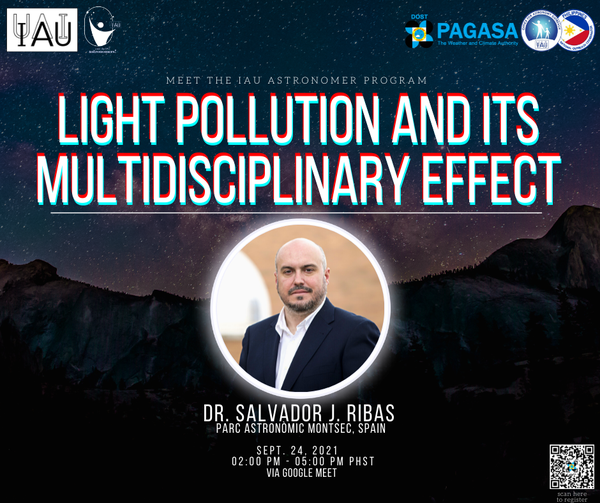 IAU
DOST
PAGASA
The Weather and Climate Authority
IAU
MEET THE IAU ASTRONOMER PROGRAM
LIGHT POLLUTION AND ITS
MULTIDISCIPLINARY EFFECT
DR. SALVADOR J. RIBAS
PARC ASTRONÒMIC MONTSEC, SPAIN
SEPT. 24, 2021
02:00 PM - 05:00 PM PHST
VIA GOOGLE MEET
scan here
to register